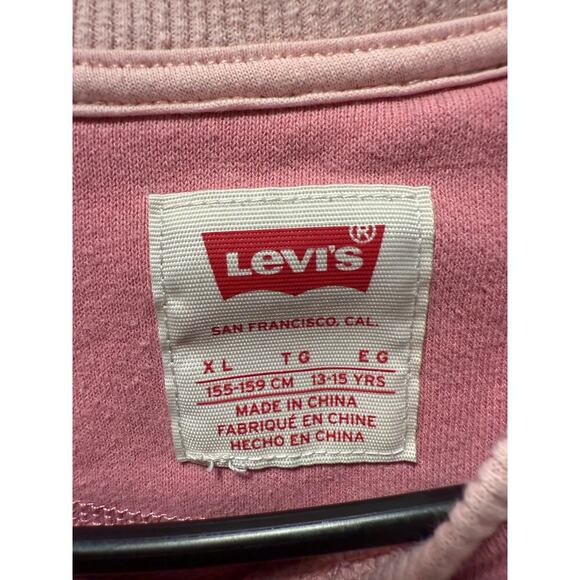 LEVI'S®
SAN FRANCISCO, CAL.
XL TG EG
155-159 CM 13-15 YRS
MADE IN CHINA
FABRIQUÉ EN CHINE
HECHO EN CHINA